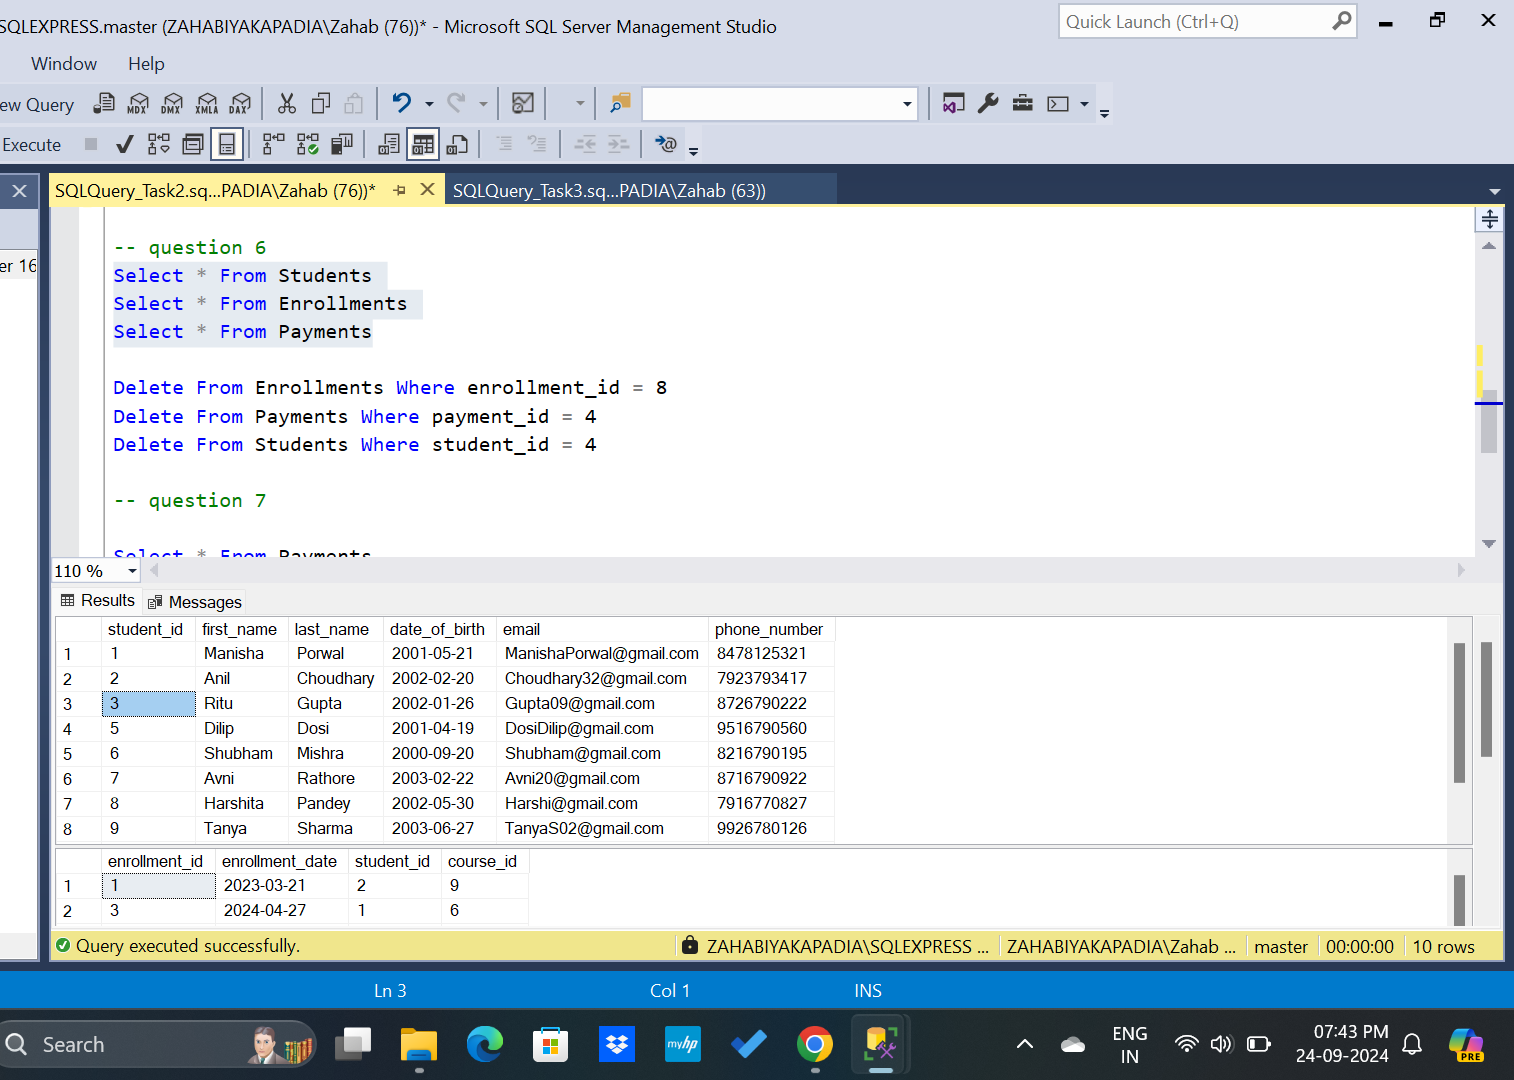 SQLEXPRESS.master (ZAHABIYAKAPADIA\Zahab (76))* - Microsoft SQL Server Management Studio
Quick Launch (Ctrl+Q)
Window Help
ew Query
MDX DMX XMLA DAX
Execute
SQLQuery_Task2.sq...PADIA\Zahab (76))* SQLQuery_Task3.sq...PADIA\Zahab (63))
er 16
-- question 6
Select * From Students
Select * From Enrollments
Select * From Payments
Delete From Enrollments Where enrollment_id = 8
Delete From Payments Where payment_id = 4
Delete From Students Where student_id = 4
-- question 7
Select * From Payments
110 %
Results Messages
student_id first_name last_name date_of_birth email phone_number
1 1 Manisha Porwal 2001-05-21 ManishaPorwal@gmail.com 8478125321
2 2 Anil Choudhary 2002-02-20 Choudhary32@gmail.com 7923793417
3 3 Ritu Gupta 2002-01-26 Gupta09@gmail.com 8726790222
4 5 Dilip Dosi 2001-04-19 DosiDilip@gmail.com 9516790560
5 6 Shubham Mishra 2000-09-20 Shubham@gmail.com 8216790195
6 7 Avni Rathore 2003-02-22 Avni20@gmail.com 8716790922
7 8 Harshita Pandey 2002-05-30 Harshi@gmail.com 7916770827
8 9 Tanya Sharma 2003-06-27 TanyaS02@gmail.com 9926780126
enrollment_id enrollment_date student_id course_id
1 1 2023-03-21 2 9
2 3 2024-04-27 1 6
Query executed successfully. ZAHABIYAKAPADIA\SQLEXPRESS ... ZAHABIYAKAPADIA\Zahab ... master 00:00:00 10 rows
Ln 3 Col 1 INS
Search
myhp
ENG
IN
07:43 PM
24-09-2024
PRE